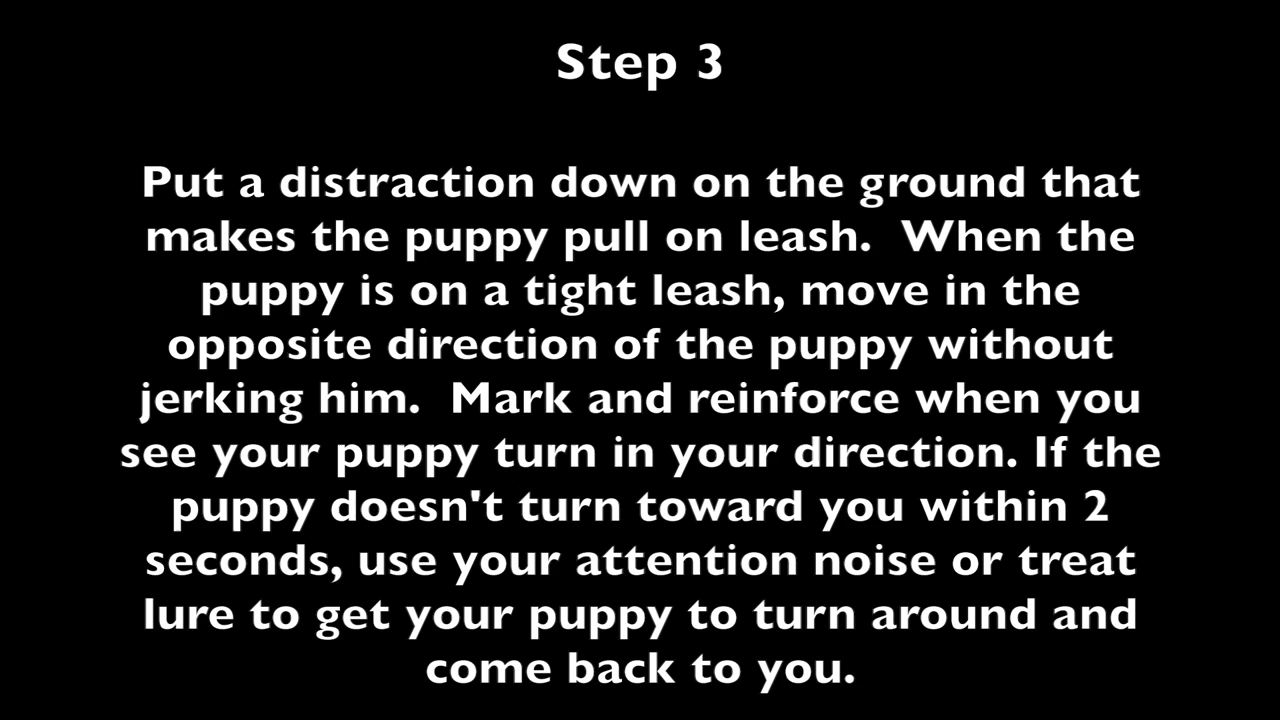 Step 3
Put a distraction down on the ground that
makes the puppy pull on leash.  When the
puppy is on a tight leash, move in the
opposite direction of the puppy without
jerking him.  Mark and reinforce when you
see your puppy turn in your direction. If the
puppy doesn't turn toward you within 2
seconds, use your attention noise or treat
lure to get your puppy to turn around and
come back to you.